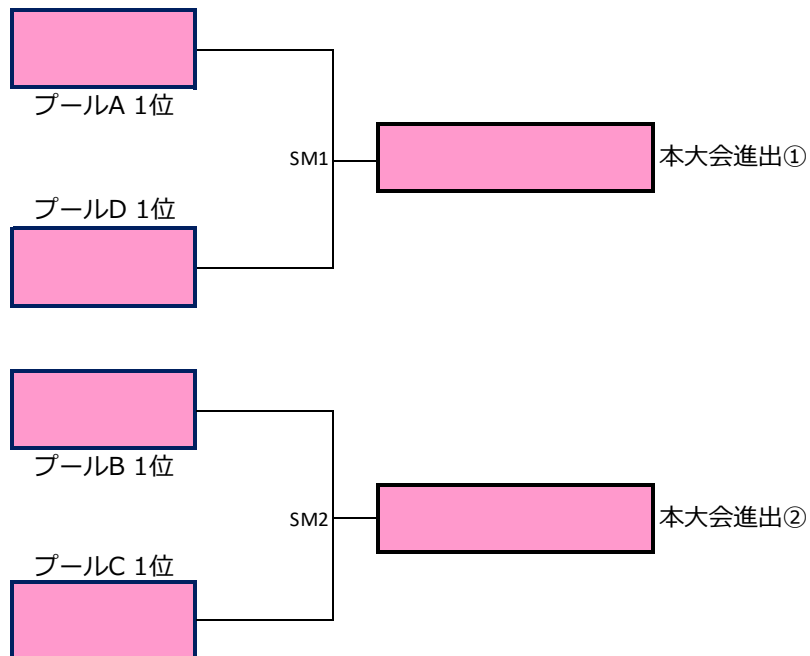 プールA 1位
SM1
本大会進出①
プールD 1位
プールB 1位
SM2
本大会進出②
プールC 1位